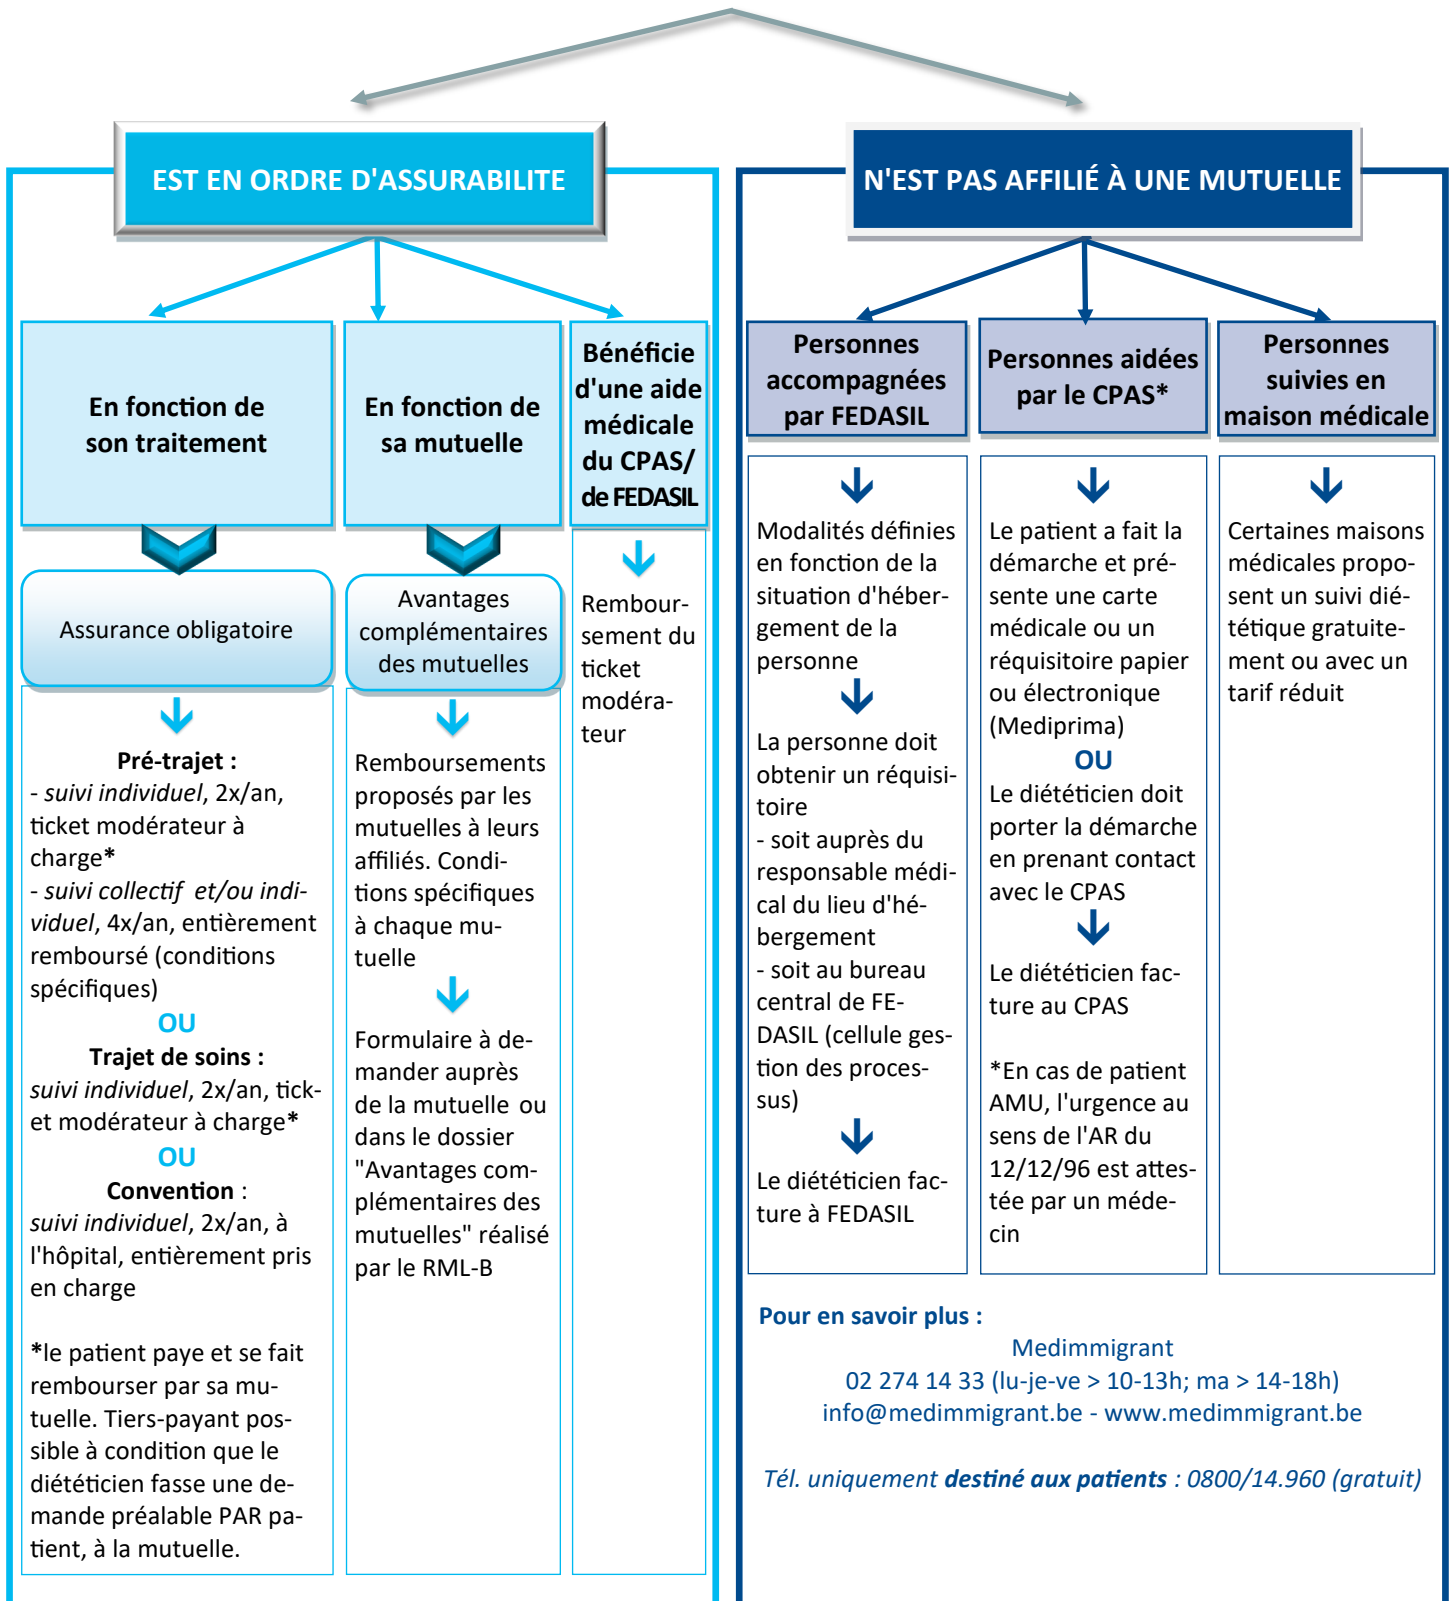 EST EN ORDRE D'ASSURABILITE
En fonction de
son traitement
Assurance obligatoire
Pré-trajet :
- suivi individuel, 2x/an,
ticket modérateur à
charge*
- suivi collectif et/ou indi-
viduel, 4x/an, entièrement
remboursé (conditions
spécifiques)
OU
Trajet de soins :
suivi individuel, 2x/an, tick-
et modérateur à charge*
OU
Convention :
suivi individuel, 2x/an, à
l'hôpital, entièrement pris
en charge
*le patient paye et se fait
rembourser par sa mu-
tuelle. Tiers-payant pos-
sible à condition que le
diététicien fasse une de-
mande préalable PAR pa-
tient, à la mutuelle.
En fonction de
sa mutuelle
Avantages
complémentaires
des mutuelles
Remboursements
proposés par les
mutuelles à leurs
affiliés. Condi-
tions spécifiques
à chaque mu-
tuelle
Formulaire à de-
mander auprès
de la mutuelle ou
dans le dossier
"Avantages com-
plémentaires des
mutuelles" réalisé
par le RML-B
Bénéficie
d'une aide
médicale
du CPAS/
de FEDASIL
Rembour-
sement du
ticket
modéra-
teur
N'EST PAS AFFILIÉ À UNE MUTUELLE
Personnes
accompagnées
par FEDASIL
Modalités définies
en fonction de la
situation d'héber-
gement de la
personne
La personne doit
obtenir un réquisi-
toire
- soit auprès du
responsable médi-
cal du lieu d'hé-
bergement
- soit au bureau
central de FE-
DASIL (cellule ges-
tion des proces-
sus)
Le diététicien fac-
ture à FEDASIL
Personnes aidées
par le CPAS*
Le patient a fait la
démarche et pré-
sente une carte
médicale ou un
réquisitoire papier
ou électronique
(Mediprima)
OU
Le diététicien doit
porter la démarche
en prenant contact
avec le CPAS
Le diététicien fac-
ture au CPAS
*En cas de patient
AMU, l'urgence au
sens de l'AR du
12/12/96 est attes-
tée par un méde-
cin
Personnes
suivies en
maison médicale
Certaines maisons
médicales propo-
sent un suivi dié-
tétique gratuite-
ment ou avec un
tarif réduit
Pour en savoir plus :
Medimmigrant
02 274 14 33 (lu-je-ve > 10-13h; ma > 14-18h)
info@medimmigrant.be - www.medimmigrant.be
Tél. uniquement destiné aux patients : 0800/14.960 (gratuit)